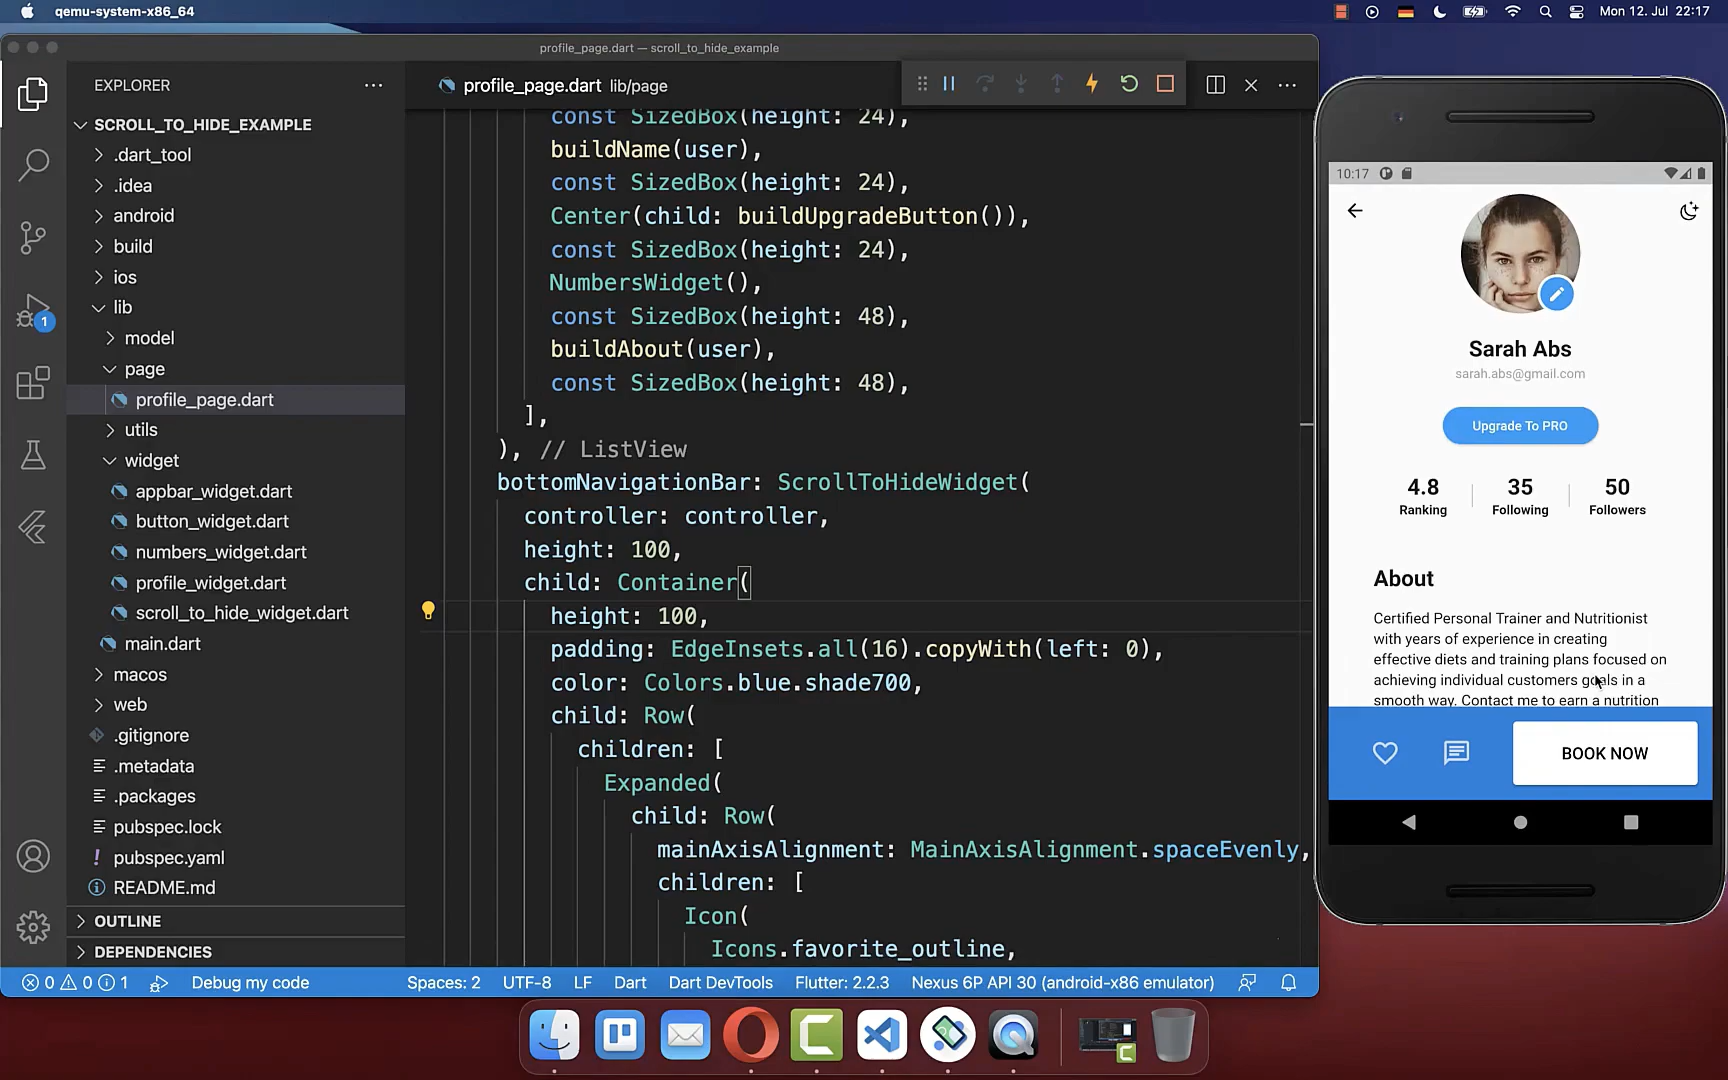 qemu-system-x86_64
Mon 12. Jul 22:17
profile_page.dart — scroll_to_hide_example
EXPLORER
SCROLL_TO_HIDE_EXAMPLE
.dart_tool
.idea
android
build
ios
lib
model
page
profile_page.dart
utils
widget
appbar_widget.dart
button_widget.dart
numbers_widget.dart
profile_widget.dart
scroll_to_hide_widget.dart
main.dart
macos
web
.gitignore
.metadata
.packages
pubspec.lock
pubspec.yaml
README.md
OUTLINE
DEPENDENCIES
1
profile_page.dart lib/page
const SizedBox(height: 24),
buildName(user),
const SizedBox(height: 24),
Center(child: buildUpgradeButton()),
const SizedBox(height: 24),
NumbersWidget(),
const SizedBox(height: 48),
buildAbout(user),
const SizedBox(height: 48),
],
), // ListView
bottomNavigationBar: ScrollToHideWidget(
controller: controller,
height: 100,
child: Container(
height: 100,
padding: EdgeInsets.all(16).copyWith(left: 0),
color: Colors.blue.shade700,
child: Row(
children: [
Expanded(
child: Row(
mainAxisAlignment: MainAxisAlignment.spaceEvenly,
children: [
Icon(
Icons.favorite_outline,
0 0 1 Debug my code Spaces: 2 UTF-8 LF Dart Dart DevTools Flutter: 2.2.3 Nexus 6P API 30 (android-x86 emulator)
10:17
Sarah Abs
sarah.abs@gmail.com
Upgrade To PRO
4.8 35 50
Ranking Following Followers
About
Certified Personal Trainer and Nutritionist
with years of experience in creating
effective diets and training plans focused on
achieving individual customers goals in a
smooth way. Contact me to earn a nutrition
BOOK NOW